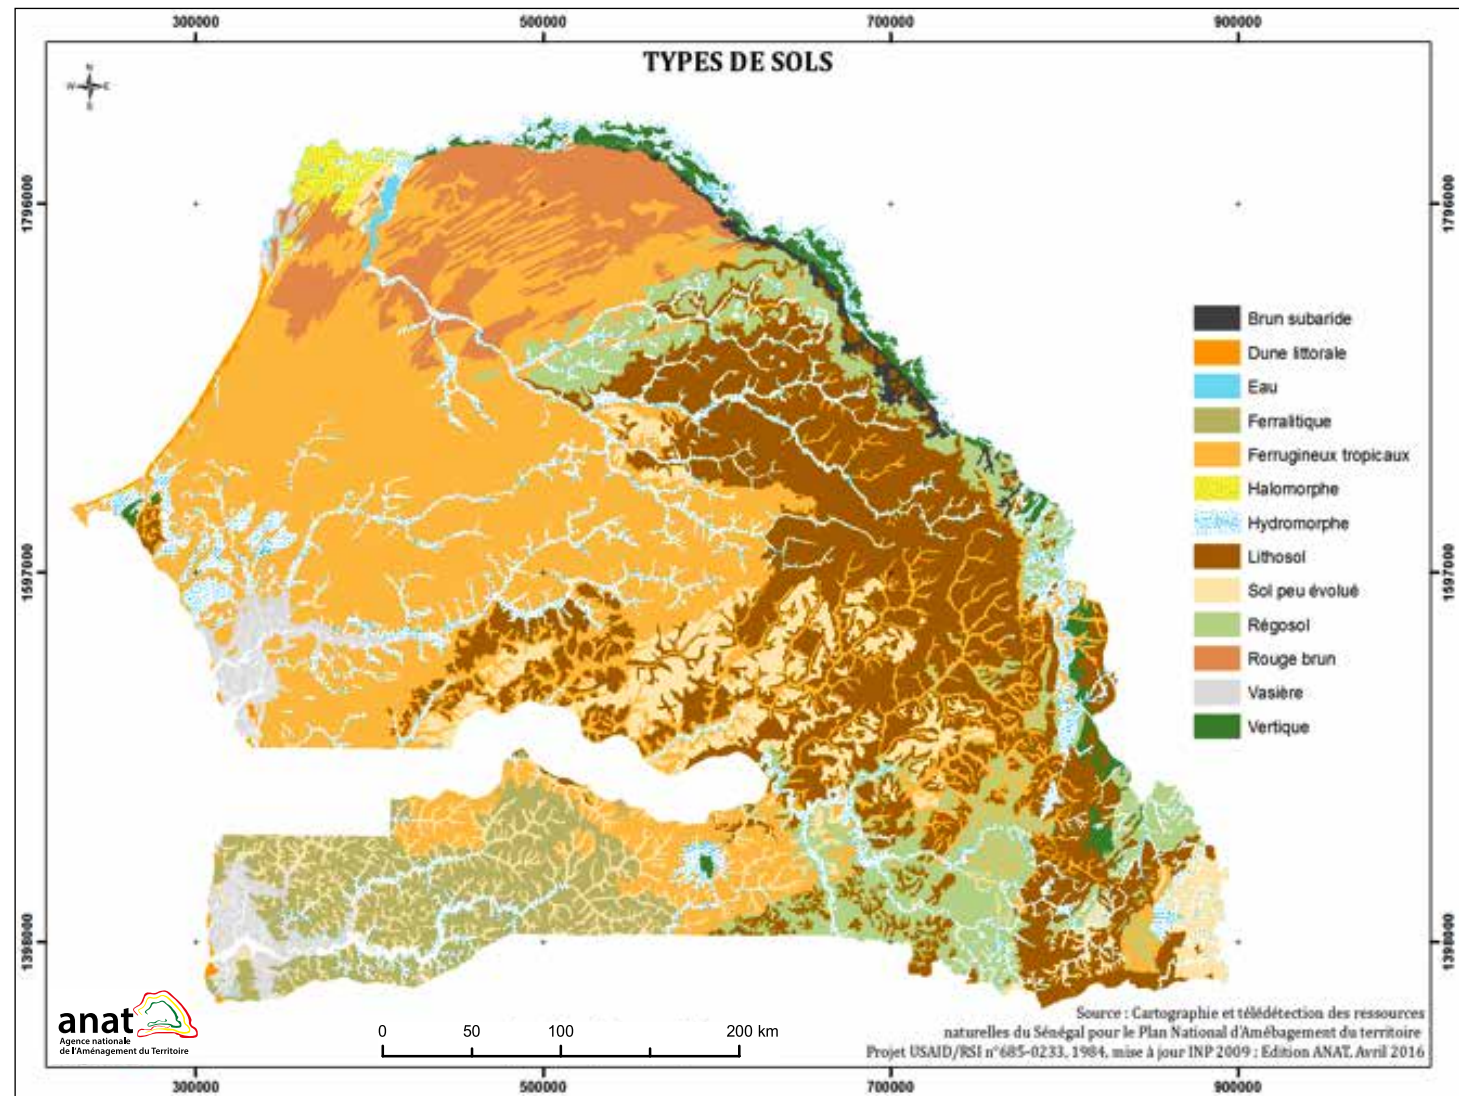 300000 500000 700000 900000
TYPES DE SOLS
N
W E
S
1796000 1796000
Brun subaride
Dune littorale
Eau
Ferralitique
Ferrugineux tropicaux
Halomorphe
Hydromorphe
Lithosol
Sol peu évolué
Régosol
Rouge brun
Vasière
Vertique
1597000 1597000
1398000 1398000
anat
Agence nationale
de l'Aménagement du Territoire
0 50 100 200 km
Source : Cartographie et télédétection des ressources
naturelles du Sénégal pour le Plan National d'Amébagement du territoire
Projet USAID/RSI n°685-0233, 1984, mise à jour INP 2009 ; Edition ANAT, Avril 2016
300000 500000 700000 900000